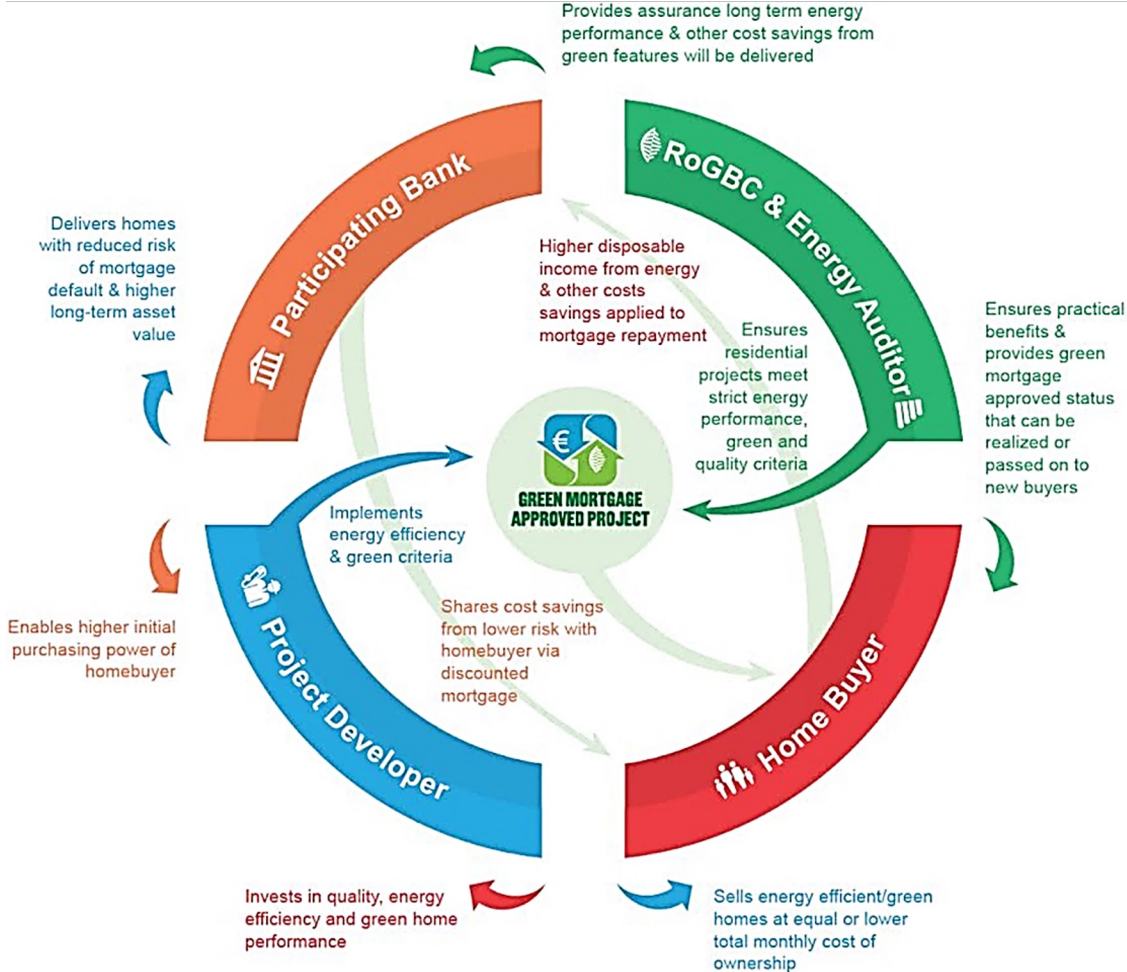 Provides assurance long term energy
performance & other cost savings from
green features will be delivered
Participating Bank
RoGBC & Energy Auditor
Delivers homes
with reduced risk
of mortgage
default & higher
long-term asset
value
Higher disposable
income from energy
& other costs
savings applied to
mortgage repayment
Ensures
residential
projects meet
strict energy
performance,
green and
quality criteria
Ensures practical
benefits &
provides green
mortgage
approved status
that can be
realized or
passed on to
new buyers
€
GREEN MORTGAGE
APPROVED PROJECT
Implements
energy efficiency
& green criteria
Enables higher initial
purchasing power of
homebuyer
Shares cost savings
from lower risk with
homebuyer via
discounted
mortgage
Project Developer
Home Buyer
Invests in quality, energy
efficiency and green home
performance
Sells energy efficient/green
homes at equal or lower
total monthly cost of
ownership